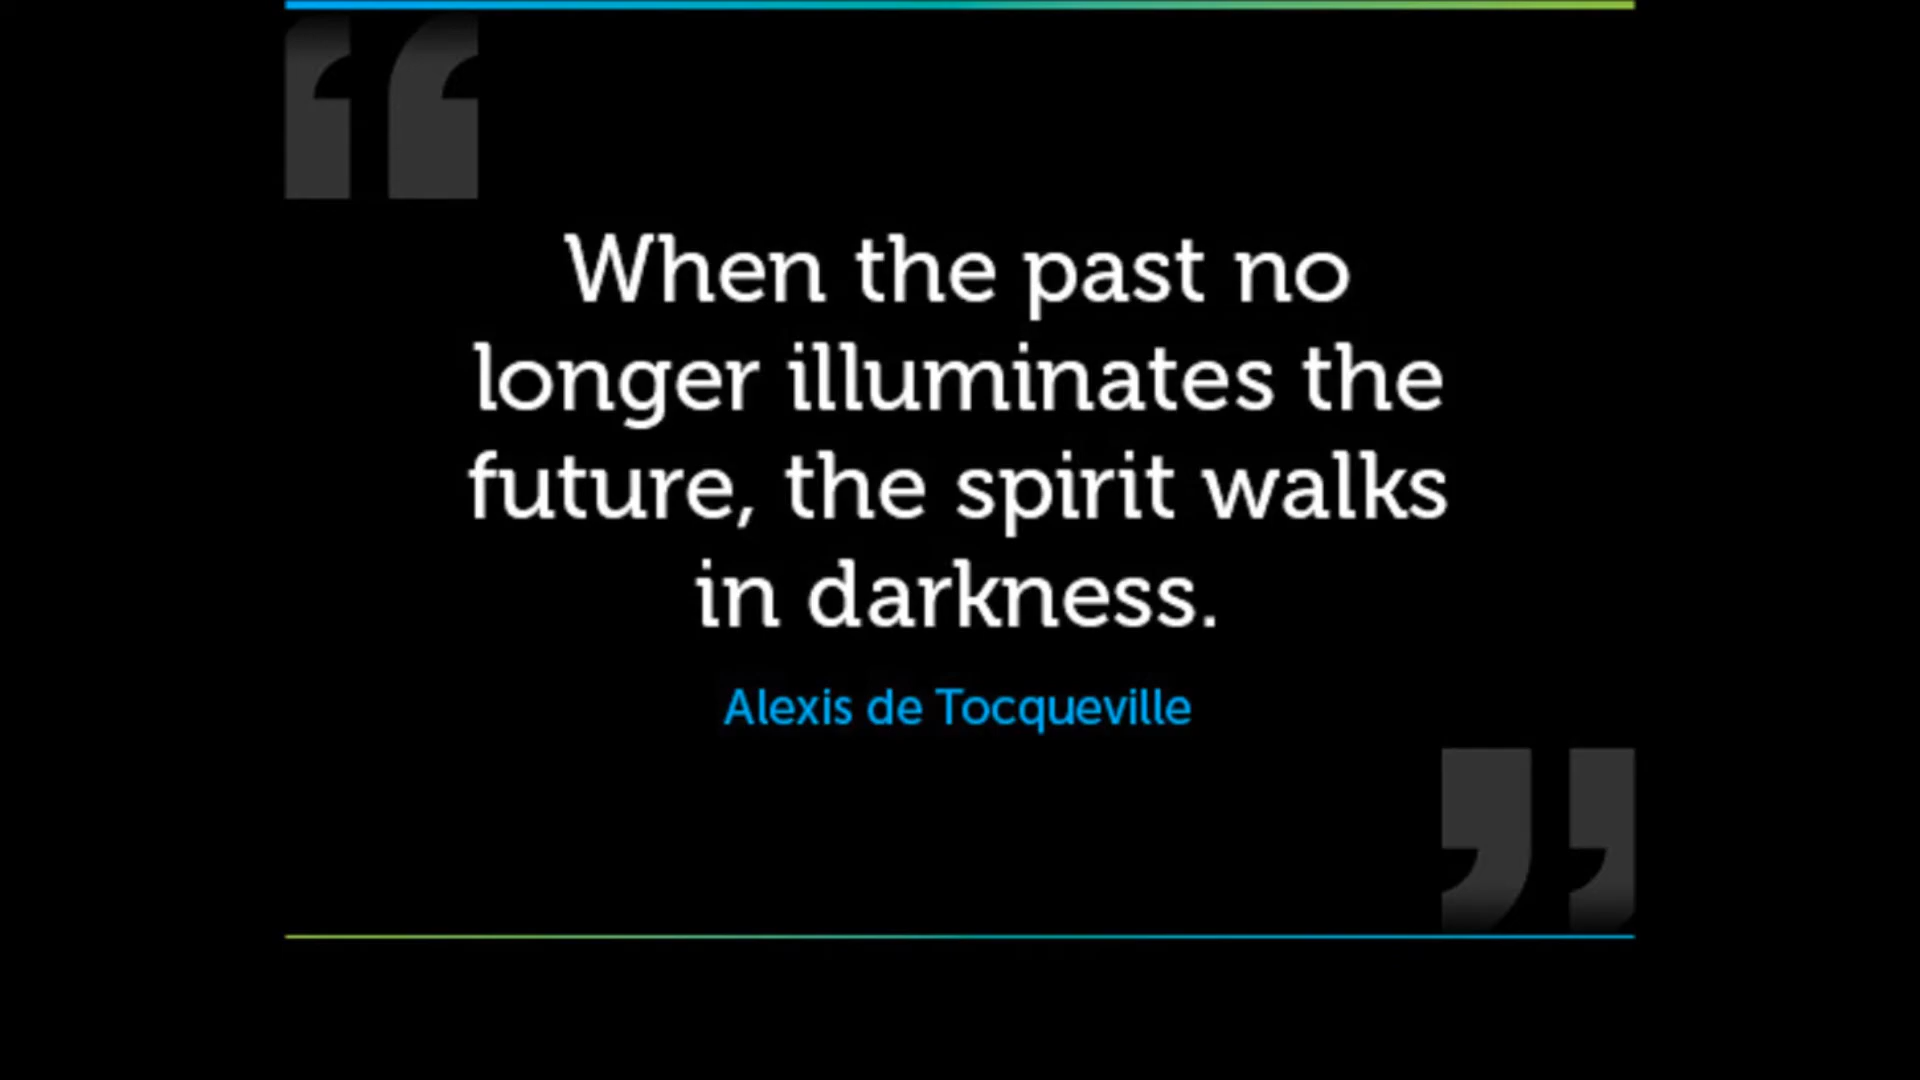 When the past no
longer illuminates the
future, the spirit walks
in darkness.
Alexis de Tocqueville